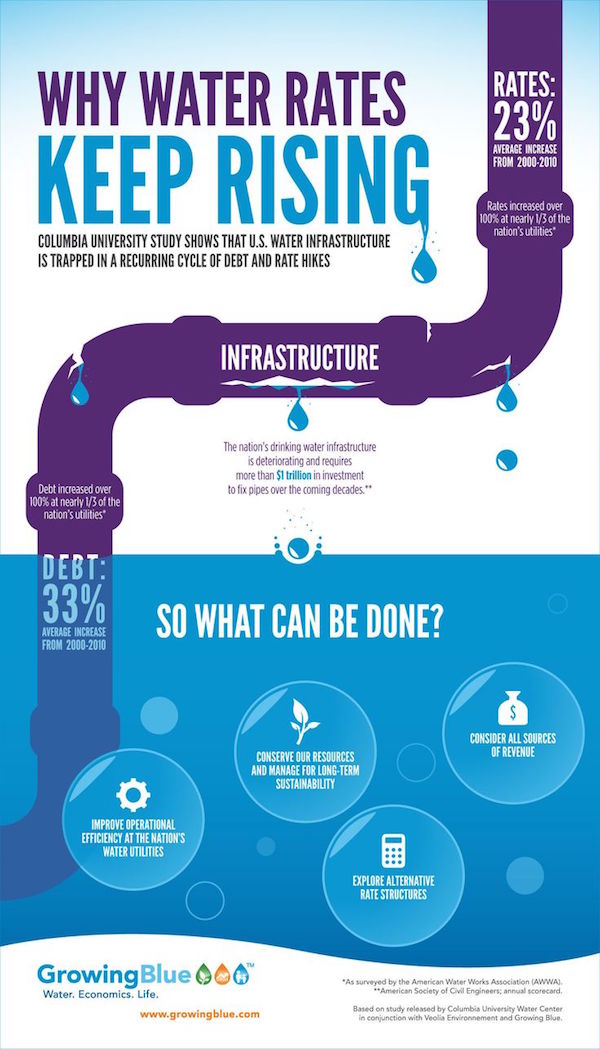 WHY WATER RATES
KEEP RISING
COLUMBIA UNIVERSITY STUDY SHOWS THAT U.S. WATER INFRASTRUCTURE
IS TRAPPED IN A RECURRING CYCLE OF DEBT AND RATE HIKES
RATES:
23%
AVERAGE INCREASE
FROM 2000-2010
Rates increased over
100% at nearly 1/3 of the
nation's utilities*
INFRASTRUCTURE
The nation's drinking water infrastructure
is deteriorating and requires
more than $1 trillion in investment
to fix pipes over the coming decades.**
Debt increased over
100% at nearly 1/3 of the
nation's utilities*
DEBT:
33%
AVERAGE INCREASE
FROM 2000-2010
SO WHAT CAN BE DONE?
IMPROVE OPERATIONAL
EFFICIENCY AT THE NATION'S
WATER UTILITIES
CONSERVE OUR RESOURCES
AND MANAGE FOR LONG-TERM
SUSTAINABILITY
EXPLORE ALTERNATIVE
RATE STRUCTURES
$
CONSIDER ALL SOURCES
OF REVENUE
GrowingBlue™
Water. Economics. Life.
www.growingblue.com
*As surveyed by the American Water Works Association (AWWA).
**American Society of Civil Engineers; annual scorecard.
Based on study released by Columbia University Water Center
in conjunction with Veolia Environnement and Growing Blue.